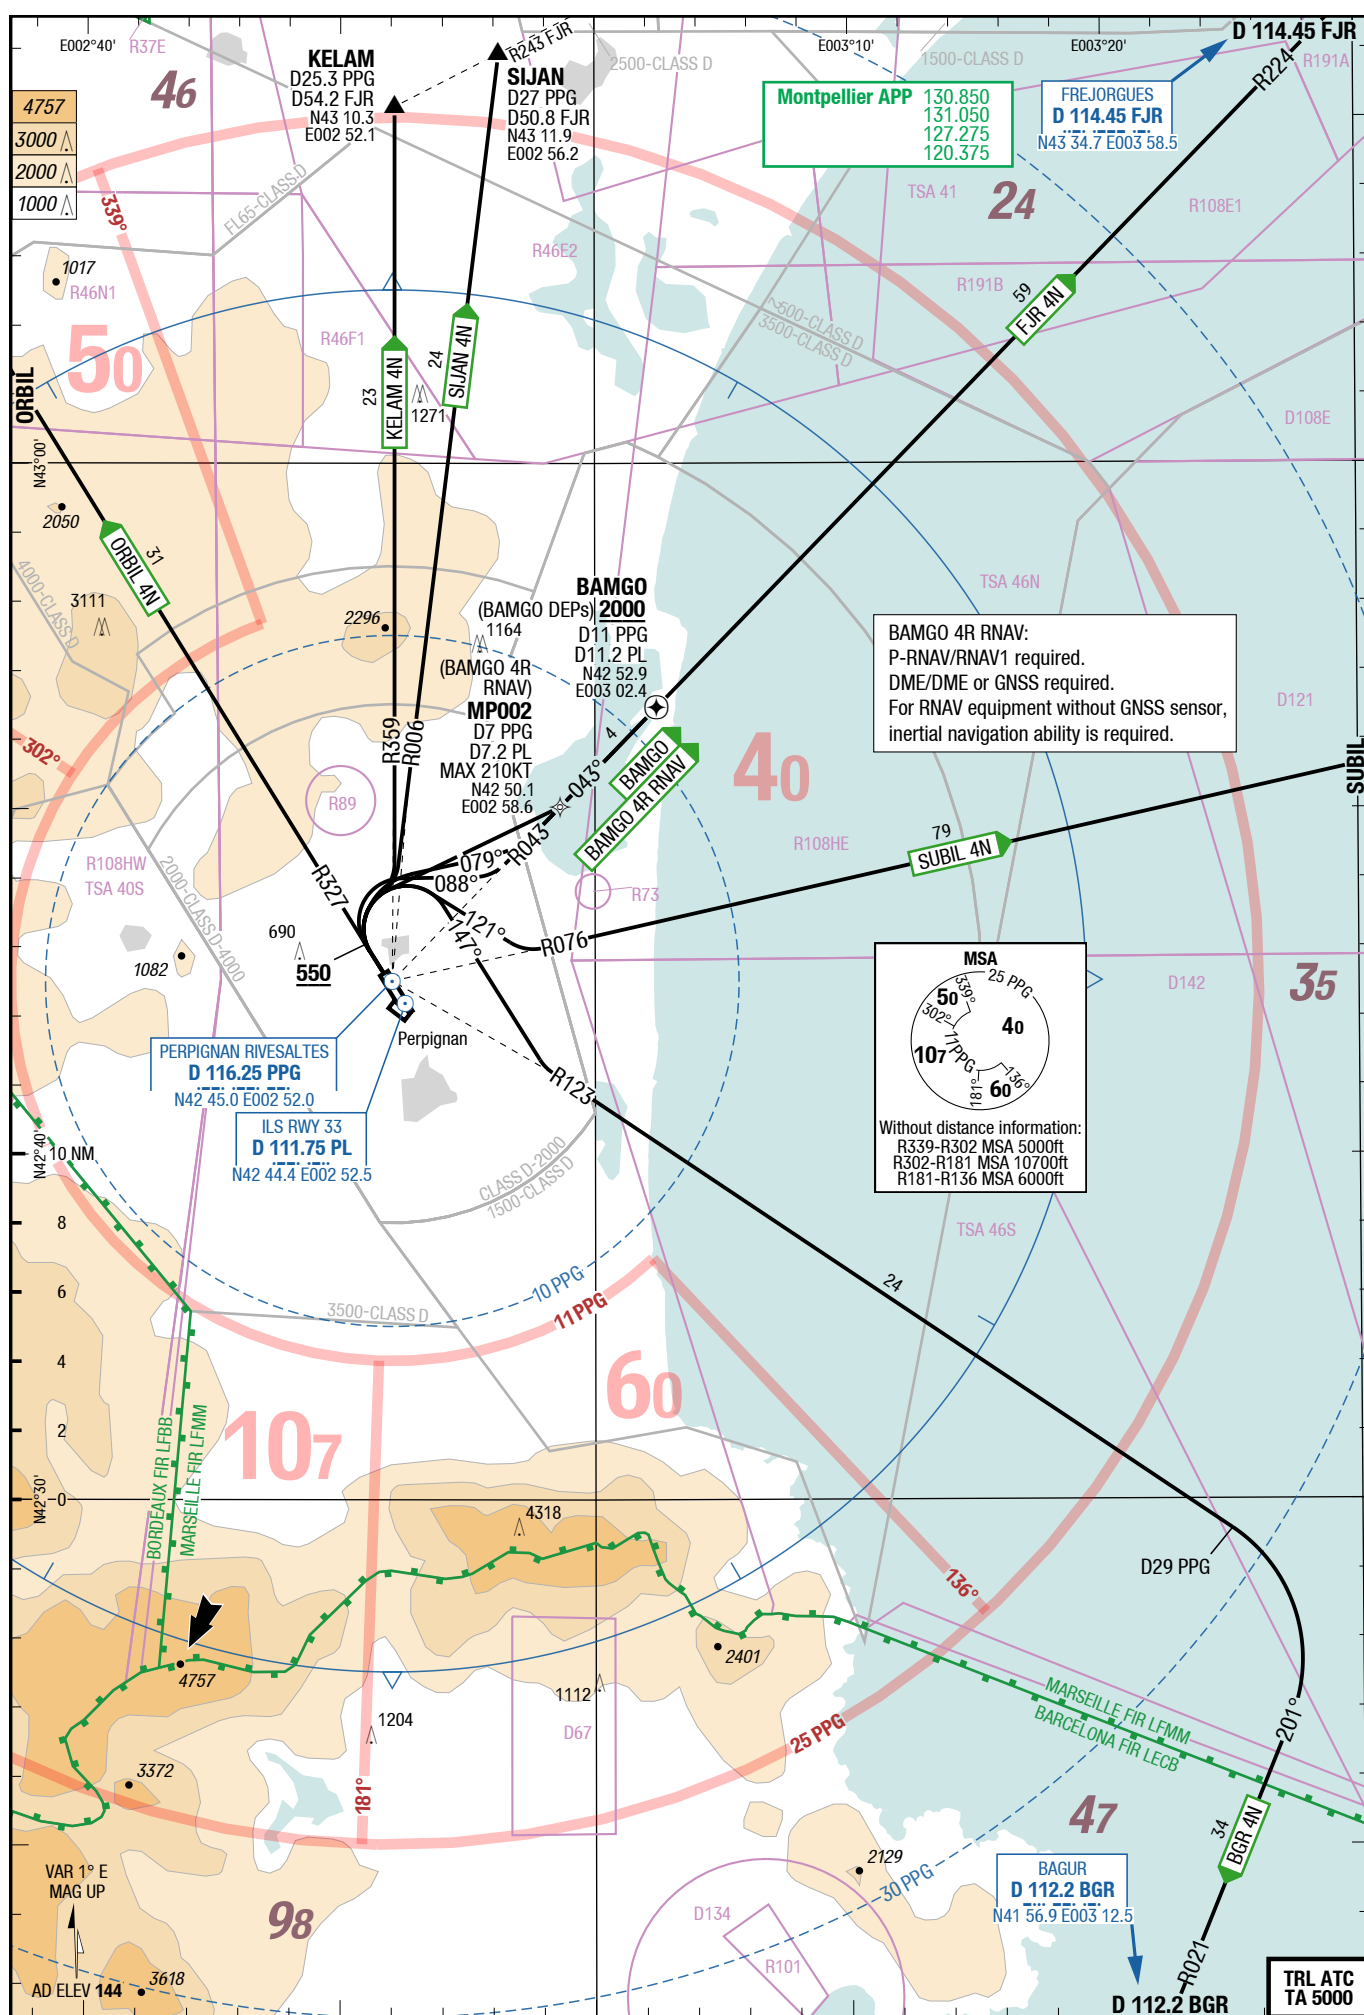 E002°40'
R37E
46
KELAM
D25.3 PPG
D54.2 FJR
N43 10.3
E002 52.1
R243 FJR
SIJAN
D27 PPG
D50.8 FJR
N43 11.9
E002 56.2
2500-CLASS D
E003°10'
1500-CLASS D
E003°20'
D 114.45 FJR
R224
R191A
Montpellier APP 130.850
131.050
127.275
120.375
FREJORGUES
D 114.45 FJR
N43 34.7 E003 58.5
4757
3000
2000
1000
339°
FL65-CLASS D
TSA 41
24
R108E1
1017
R46N1
R46E2
R191B
59
FJR 4N
50
R46F1
2500-CLASS D
3500-CLASS D
ORBIL
23
KELAM 4N
24
SIJAN 4N
1271
D108E
N43°00'
2050
31
ORBIL 4N
4000-CLASS D
3111
2296
1164
BAMGO
(BAMGO DEPs) 2000
D11 PPG
D11.2 PL
N42 52.9
E003 02.4
TSA 46N
(BAMGO 4R
RNAV)
MP002
D7 PPG
D7.2 PL
MAX 210KT
N42 50.1
E002 58.6
BAMGO 4R RNAV:
P-RNAV/RNAV1 required.
DME/DME or GNSS required.
For RNAV equipment without GNSS sensor,
inertial navigation ability is required.
D121
302°
R359
R006
4
043°
BAMGO
BAMGO 4R RNAV
40
SUBIL
R89
R108HW
TSA 40S
2000-CLASS D-4000
R327
079°
088°
R043
R108HE
79
SUBIL 4N
R73
121°
147°
R076
690
550
1082
MSA
25 PPG
50
339°
302°
40
107
11PPG
181°
60
136°
Without distance information:
R339-R302 MSA 5000ft
R302-R181 MSA 10700ft
R181-R136 MSA 6000ft
D142
35
Perpignan
PERPIGNAN RIVESALTES
D 116.25 PPG
N42 45.0 E002 52.0
R123
ILS RWY 33
D 111.75 PL
N42 44.4 E002 52.5
N42°40'
10 NM
8
6
4
2
0
CLASS D-2000
1500-CLASS D
TSA 46S
24
10 PPG
11PPG
3500-CLASS D
60
107
BORDEAUX FIR LFBB
MARSEILLE FIR LFMM
N42°30'
4318
D29 PPG
136°
4757
2401
1112
D67
1204
25 PPG
MARSEILLE FIR LFMM
BARCELONA FIR LECB
201°
3372
181°
47
34
BGR 4N
VAR 1° E
MAG UP
98
2129
30 PPG
BAGUR
D 112.2 BGR
N41 56.9 E003 12.5
D134
R101
R021
AD ELEV 144
3618
D 112.2 BGR
TRL ATC
TA 5000